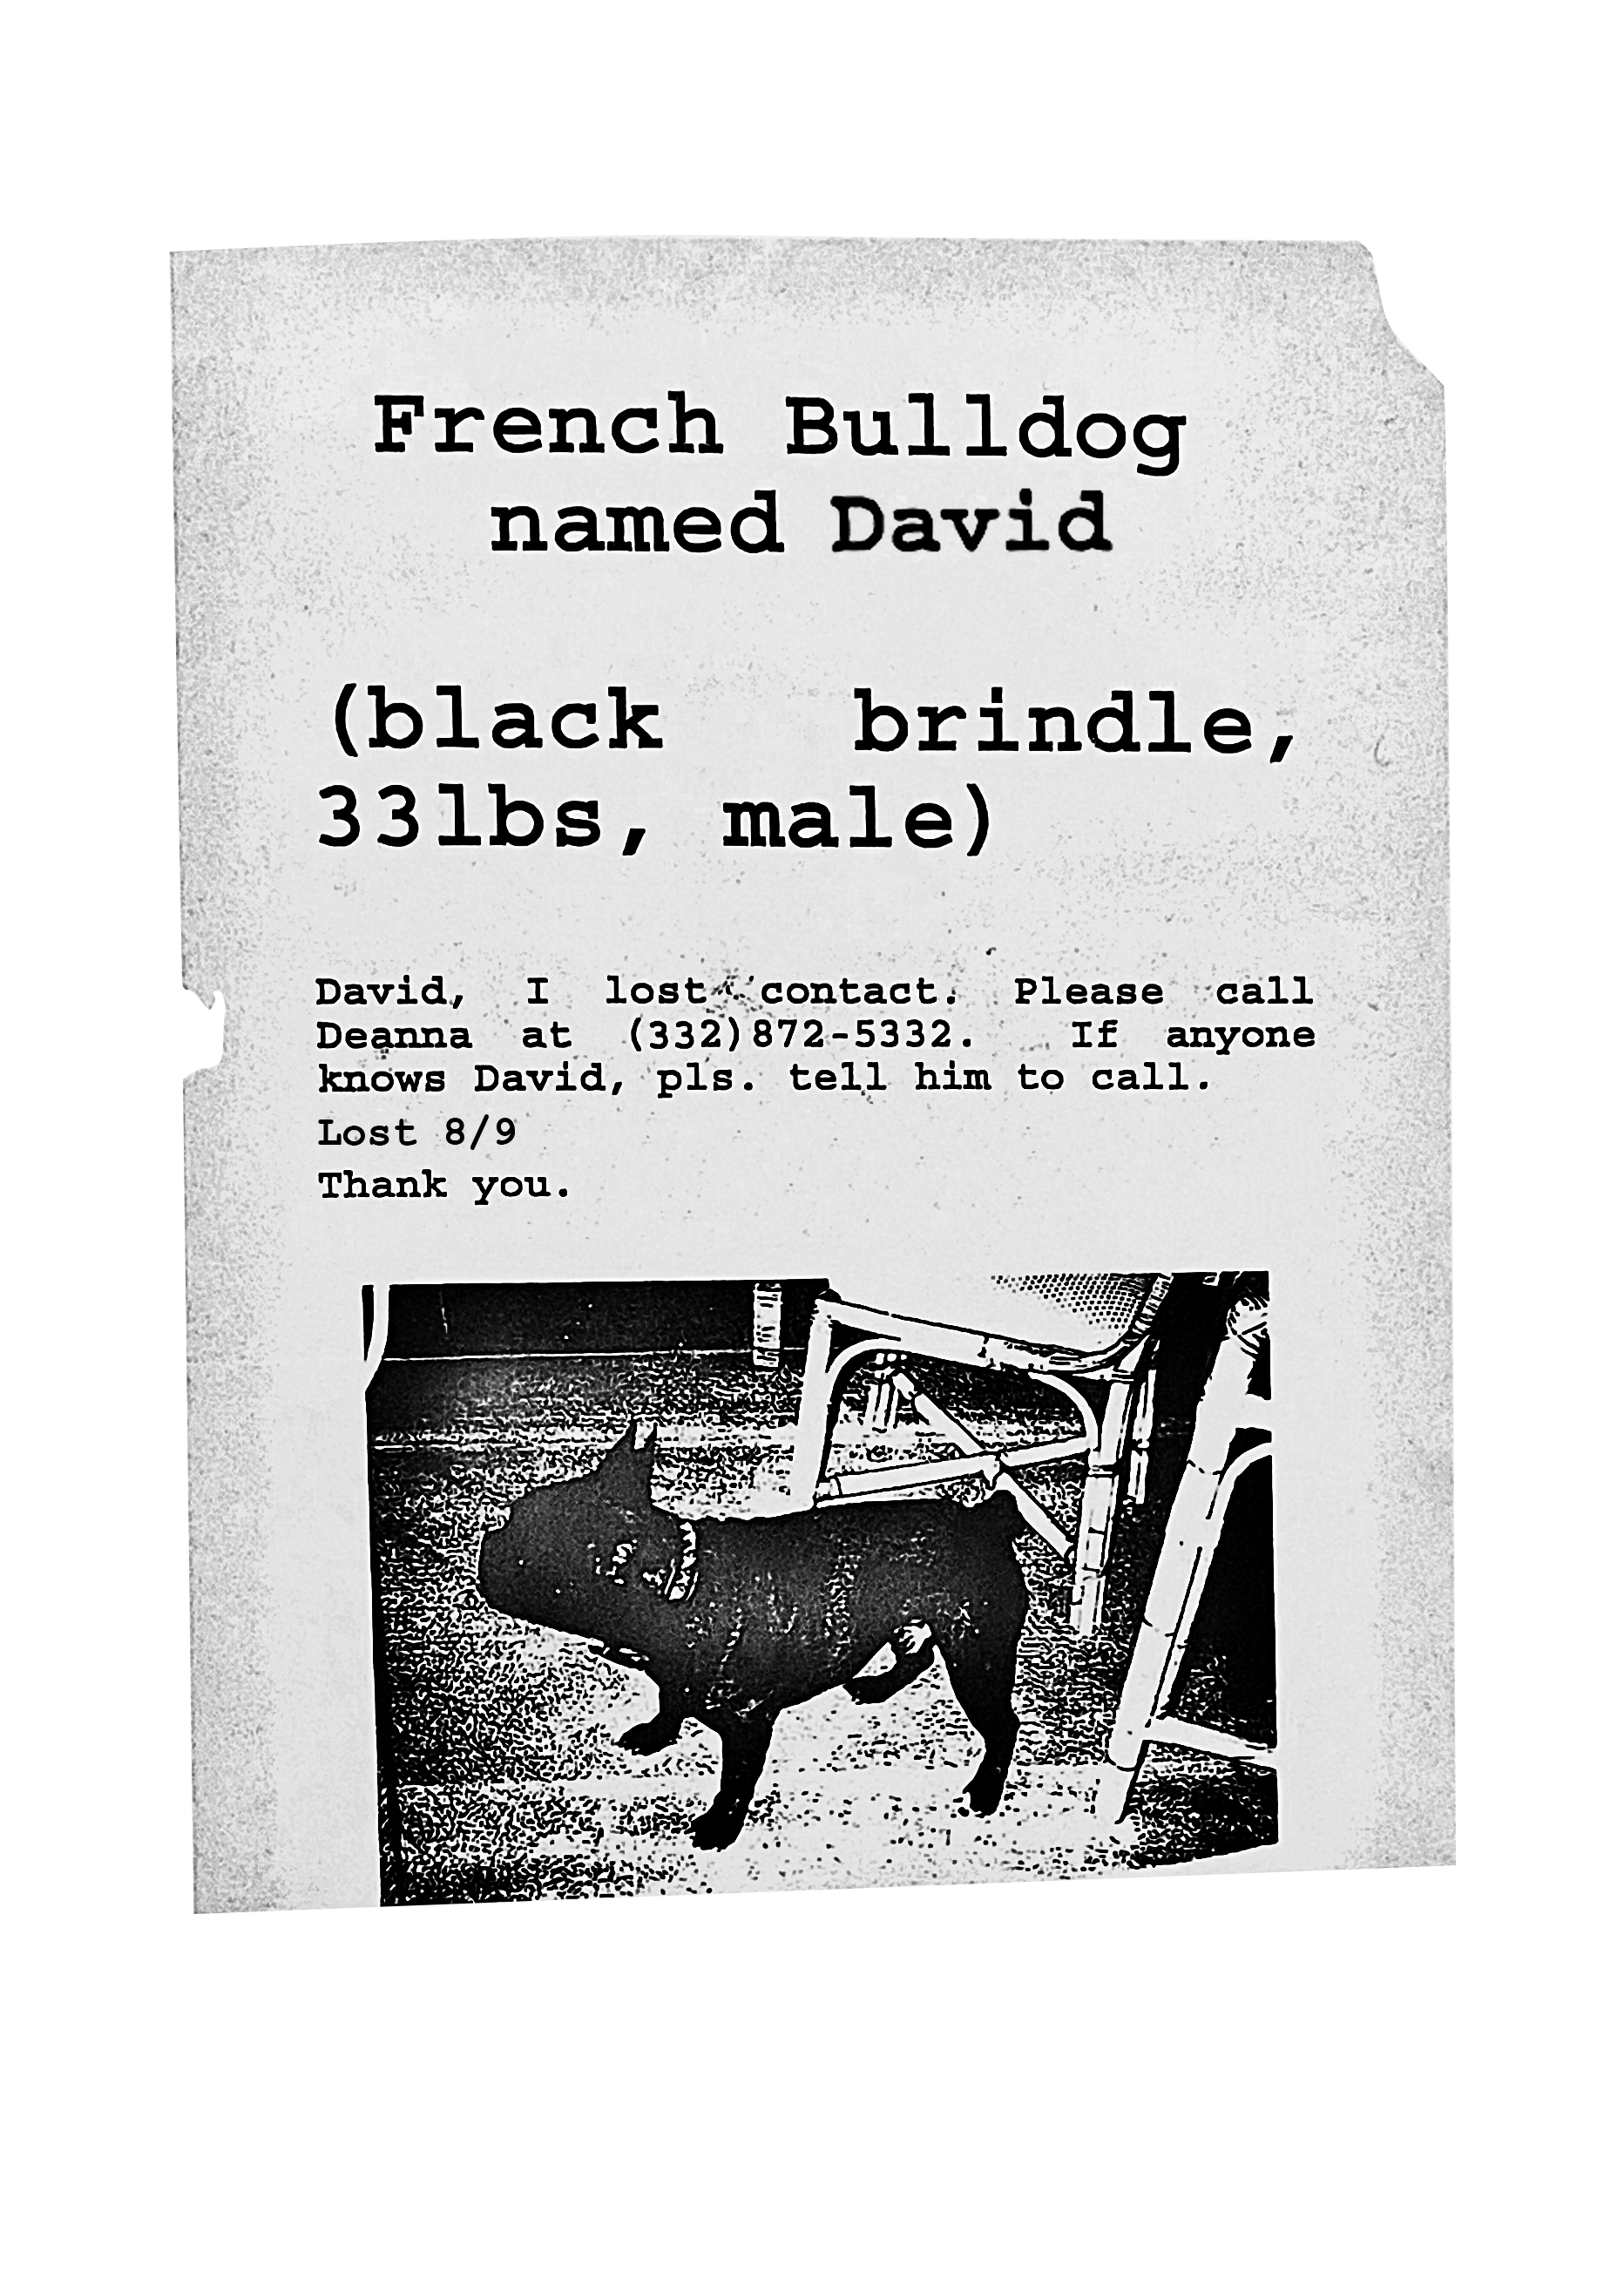 French Bulldog
named David
(black brindle,
33lbs, male)
David, I lost contact. Please call
Deanna at (332)872-5332. If anyone
knows David, pls. tell him to call.
Lost 8/9
Thank you.